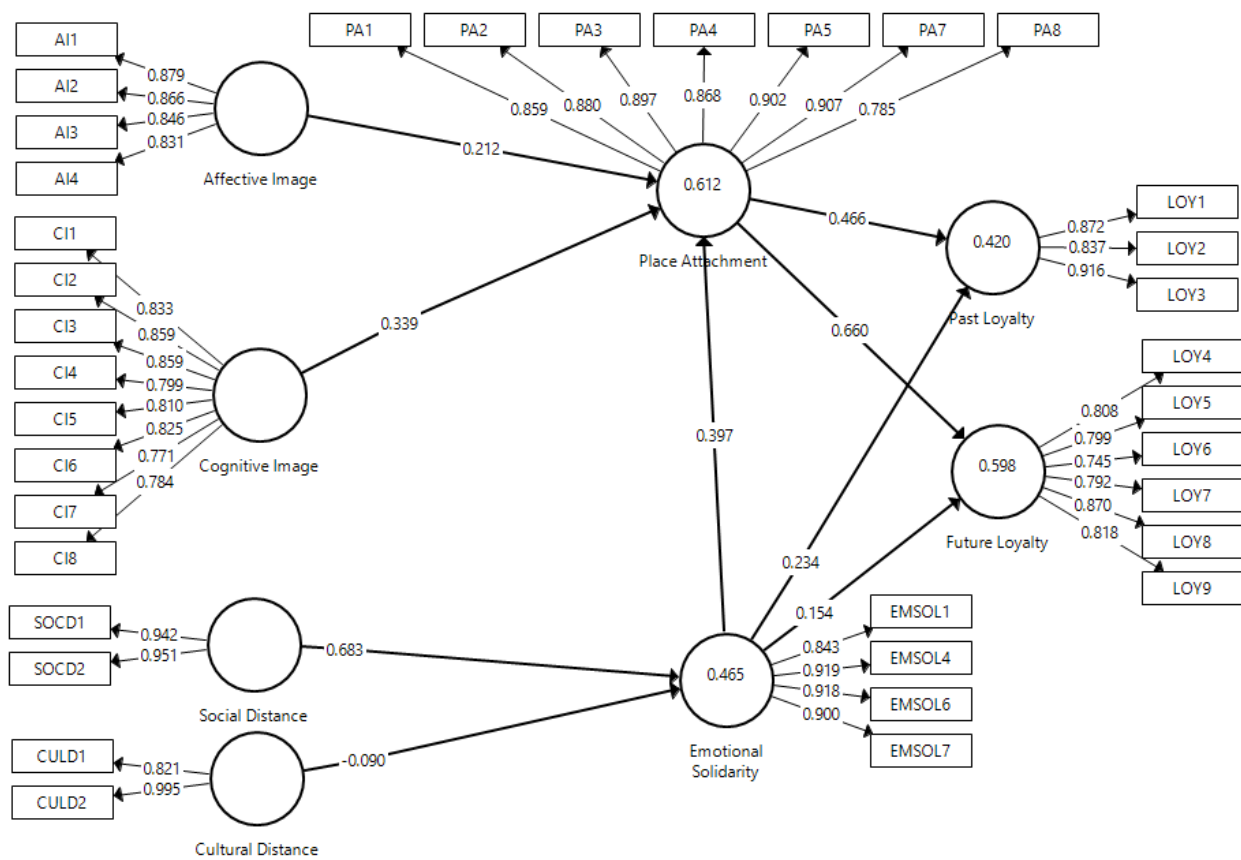 PA1
PA2
PA3
PA4
PA5
PA7
PA8
0.859
0.880
0.897
0.868
0.902
0.907
0.785
AI1
AI2
AI3
AI4
0.879
0.866
0.846
0.831
Affective Image
0.212
0.612
Place Attachment
CI1
CI2
CI3
CI4
CI5
CI6
CI7
CI8
0.833
0.859
0.859
0.799
0.810
0.825
0.771
0.784
Cognitive Image
0.339
0.466
0.660
0.397
0.420
Past Loyalty
0.872
0.837
0.916
LOY1
LOY2
LOY3
0.598
Future Loyalty
0.808
0.799
0.745
0.792
0.870
0.818
LOY4
LOY5
LOY6
LOY7
LOY8
LOY9
0.234
0.154
SOCD1
SOCD2
0.942
0.951
Social Distance
0.683
0.465
Emotional
Solidarity
0.843
0.919
0.918
0.900
EMSOL1
EMSOL4
EMSOL6
EMSOL7
CULD1
CULD2
0.821
0.995
Cultural Distance
-0.090